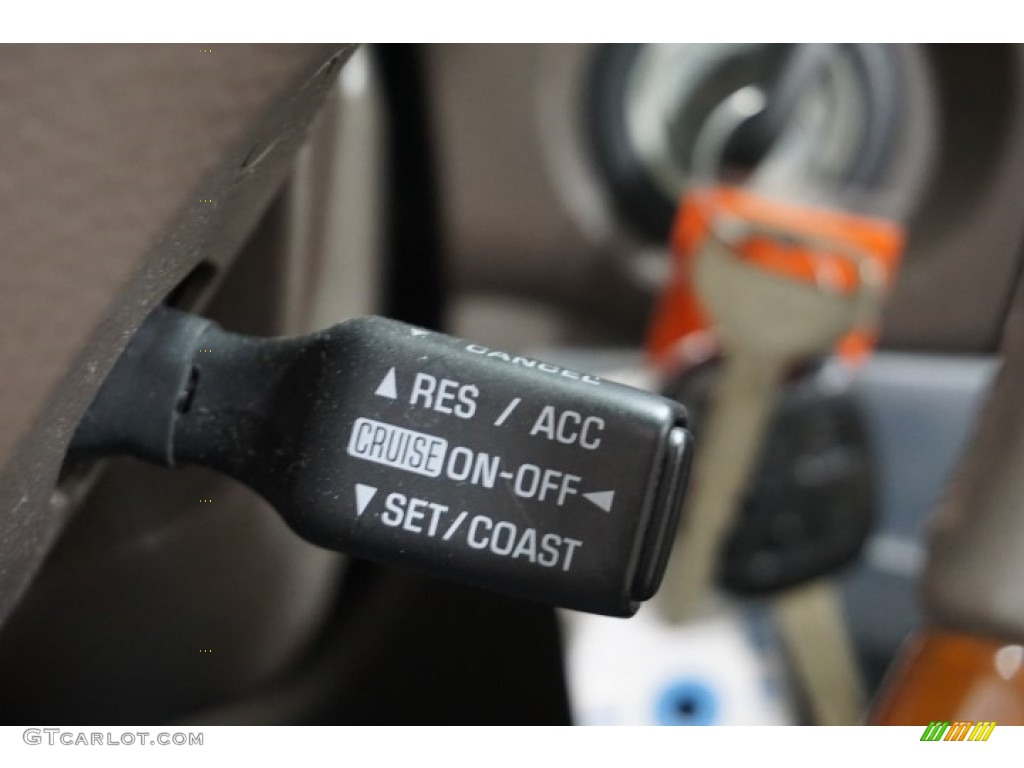 CANCEL
▲ RES / ACC
CRUISE ON-OFF ◀
▼ SET/COAST
GTCARLOT.COM